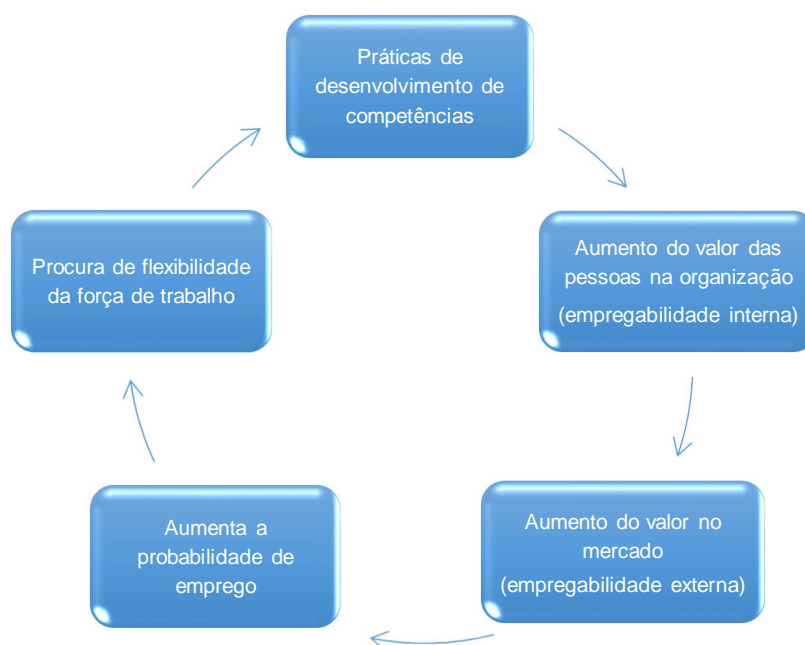 Práticas de
desenvolvimento de
competências
Aumento do valor das
pessoas na organização
(empregabilidade interna)
Aumento do valor no
mercado
(empregabilidade externa)
Aumenta a
probabilidade de
emprego
Procura de flexibilidade
da força de trabalho